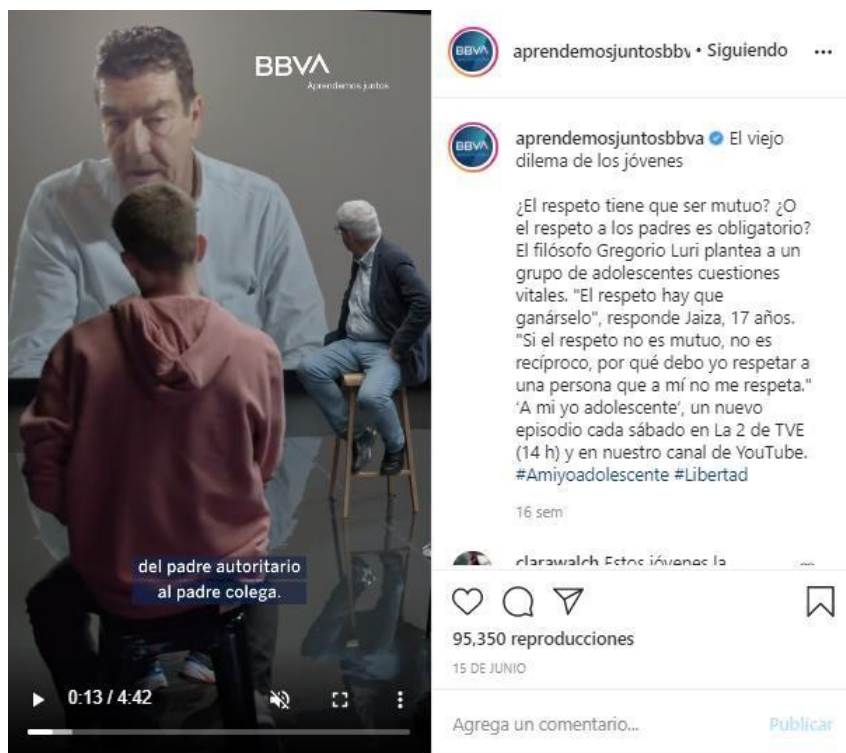 BBVA
Aprendemos juntos
del padre autoritario
al padre colega.
0:13 / 4:42
BBVA
aprendemosjuntosbbv • Siguiendo
BBVA
aprendemosjuntosbbva El viejo
dilema de los jóvenes
¿El respeto tiene que ser mutuo? ¿O
el respeto a los padres es obligatorio?
El filósofo Gregorio Luri plantea a un
grupo de adolescentes cuestiones
vitales. "El respeto hay que
ganárselo", responde Jaiza, 17 años.
"Si el respeto no es mutuo, no es
recíproco, por qué debo yo respetar a
una persona que a mí no me respeta."
‘A mi yo adolescente’, un nuevo
episodio cada sábado en La 2 de TVE
(14 h) y en nuestro canal de YouTube.
#Amiyoadolescente #Libertad
16 sem
clarawalch Estos jóvenes la
95,350 reproducciones
15 DE JUNIO
Agrega un comentario...
Publicar